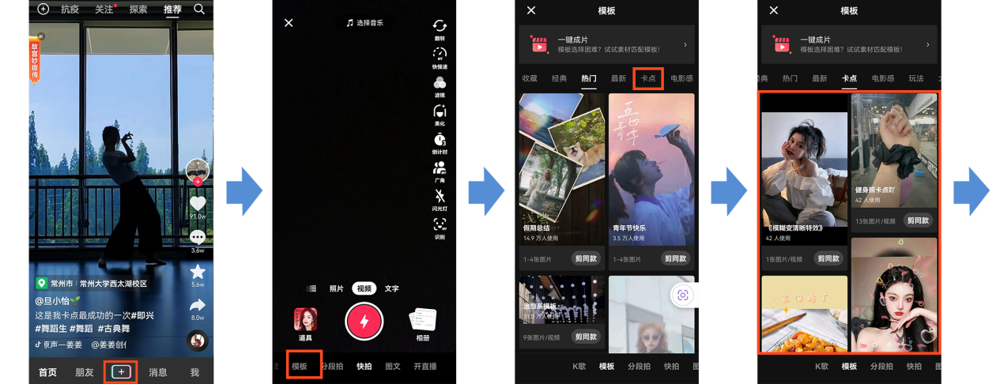 抗疫 关注 探索 推荐
故宫妙趣传
91.0w
3.6w
5.6w
8.0w
常州市 | 常州大学西太湖校区
@旦小怡🌱
这是我卡点最成功的一次#即兴
#舞蹈生 #舞蹈 #古典舞
原声一姜姜 @姜姜创
首页 朋友 消息 我
选择音乐
翻转
快慢速
OFF
滤镜
美化
倒计时
3
广角
闪光灯
识别
OFF
图 照片 视频 文字
道具
相册
模板 分段拍 快拍 图文 开直播
模板
一键成片
模板选择困难？试试素材匹配模板！
收藏 经典 热门 最新 卡点 电影感
五四青年
假期总结
14.9 万人使用
1-4张图片 剪同款
青年节快乐
3.5 万人使用
1-4张图片 剪同款
治愈系模板·
31.0 万人使用
9张图片/视频 剪同款
K歌 模板 分段拍 快拍 图
模板
一键成片
模板选择困难？试试素材匹配模板！
经典 热门 最新 卡点 电影感 玩法
《模糊变清晰特效》
42 人使用
1张图片/视频 剪同款
健身照卡点吖
42 人使用
13张图片/视频 剪同款
宫保鸡丁
K歌 模板 分段拍 快拍 图